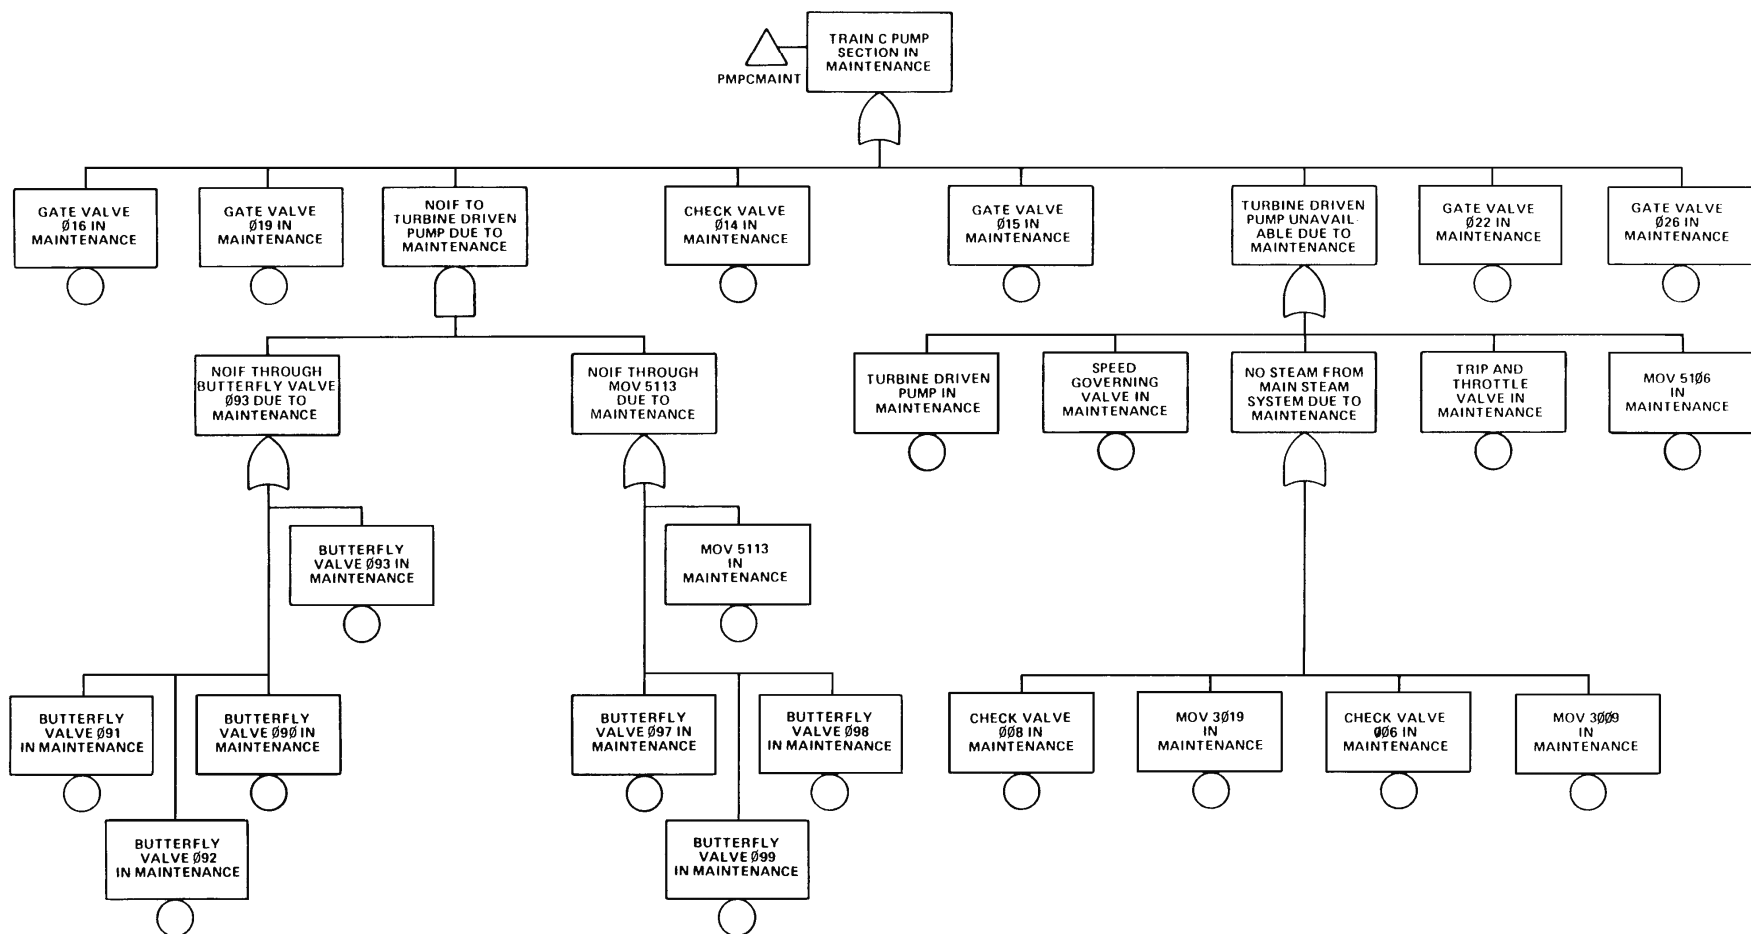 TRAIN C PUMP
SECTION IN
MAINTENANCE
PMPCMAINT
GATE VALVE
Ø16 IN
MAINTENANCE
GATE VALVE
Ø19 IN
MAINTENANCE
NOIF TO
TURBINE DRIVEN
PUMP DUE TO
MAINTENANCE
CHECK VALVE
Ø14 IN
MAINTENANCE
GATE VALVE
Ø15 IN
MAINTENANCE
TURBINE DRIVEN
PUMP UNAVAIL-
ABLE DUE TO
MAINTENANCE
GATE VALVE
Ø22 IN
MAINTENANCE
GATE VALVE
Ø26 IN
MAINTENANCE
NOIF THROUGH
BUTTERFLY VALVE
Ø93 DUE TO
MAINTENANCE
NOIF THROUGH
MOV 5113
DUE TO
MAINTENANCE
TURBINE DRIVEN
PUMP IN
MAINTENANCE
SPEED
GOVERNING
VALVE IN
MAINTENANCE
NO STEAM FROM
MAIN STEAM
SYSTEM DUE TO
MAINTENANCE
TRIP AND
THROTTLE
VALVE IN
MAINTENANCE
MOV 51Ø6
IN
MAINTENANCE
BUTTERFLY
VALVE Ø93 IN
MAINTENANCE
MOV 5113
IN
MAINTENANCE
BUTTERFLY
VALVE Ø91
IN MAINTENANCE
BUTTERFLY
VALVE Ø9Ø IN
MAINTENANCE
BUTTERFLY
VALVE Ø97 IN
MAINTENANCE
BUTTERFLY
VALVE Ø98
IN MAINTENANCE
CHECK VALVE
ØØ8 IN
MAINTENANCE
MOV 3Ø19
IN
MAINTENANCE
CHECK VALVE
ØØ6 IN
MAINTENANCE
MOV 3ØØ9
IN
MAINTENANCE
BUTTERFLY
VALVE Ø92
IN MAINTENANCE
BUTTERFLY
VALVE Ø99
IN MAINTENANCE